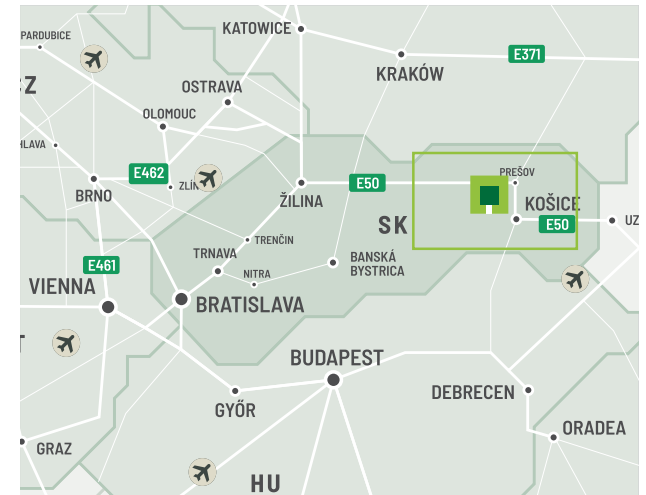 KATOWICE
PARDUBICE
E371
KRAKÓW
Z
OSTRAVA
OLOMOUC
HLAVA
E462
ZLÍN
PREŠOV
E50
BRNO
ŽILINA
KOŠICE
SK
E50
UZ
TRENČIN
TRNAVA
BANSKÁ
BYSTRICA
E461
NITRA
VIENNA
BRATISLAVA
T
BUDAPEST
DEBRECEN
GYŐR
ORADEA
GRAZ
HU